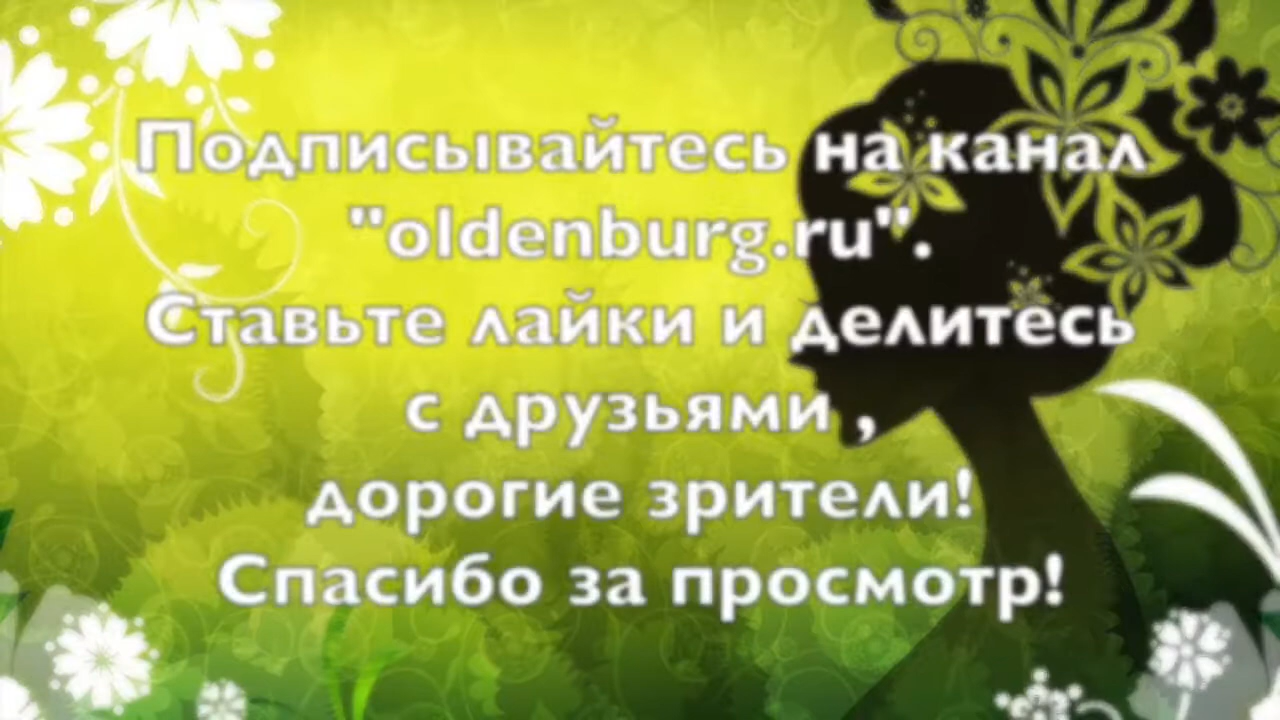 Подписывайтесь на канал
"oldenburg.ru".
Ставьте лайки и делитесь
с друзьями ,
дорогие зрители!
Спасибо за просмотр!